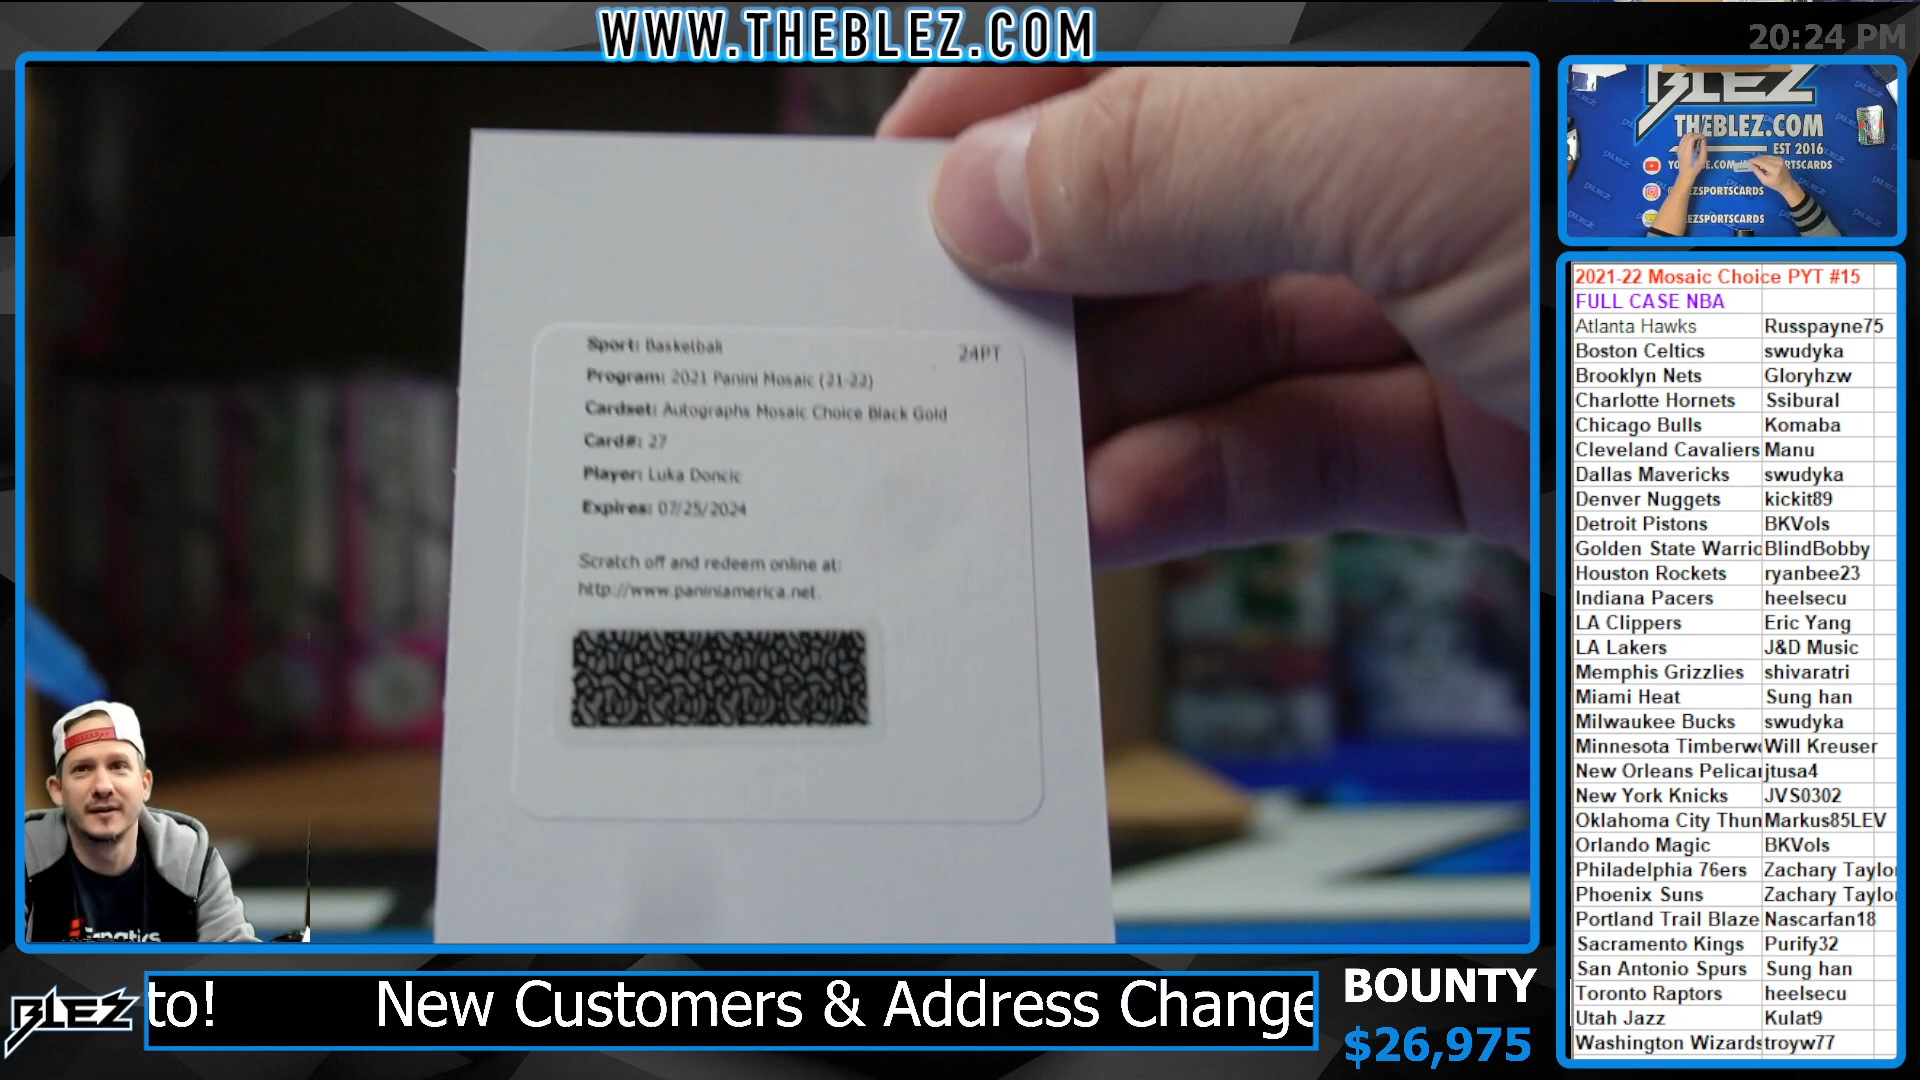 WWW.THEBLEZ.COM
20:24 PM
BLEZ
THEBLEZ.COM
EST 2016
Sport: Basketball
24PT
Program: 2021 Panini Mosaic (21-22)
Cardset: Autographs Mosaic Choice Black Gold
Card#: 27
Player: Luka Doncic
Expires: 07/25/2024
Scratch off and redeem online at:
http://www.paniniamerica.net.
2021-22 Mosaic Choice PYT #15
FULL CASE NBA
Atlanta Hawks Russpayne75
Boston Celtics swudyka
Brooklyn Nets Gloryhzw
Charlotte Hornets Ssibural
Chicago Bulls Komaba
Cleveland Cavaliers Manu
Dallas Mavericks swudyka
Denver Nuggets kickit89
Detroit Pistons BKVols
Golden State Warric BlindBobby
Houston Rockets ryanbee23
Indiana Pacers heelsecu
LA Clippers Eric Yang
LA Lakers J&D Music
Memphis Grizzlies shivaratri
Miami Heat Sung han
Milwaukee Bucks swudyka
Minnesota Timberwo Will Kreuser
New Orleans Pelican jtusa4
New York Knicks JVS0302
Oklahoma City Thun Markus85LEV
Orlando Magic BKVols
Philadelphia 76ers Zachary Taylor
Phoenix Suns Zachary Taylor
Portland Trail Blaze Nascarfan18
Sacramento Kings Purify32
San Antonio Spurs Sung han
Toronto Raptors heelsecu
Utah Jazz Kulat9
Washington Wizards troyw77
BLEZ
to! New Customers & Address Change
BOUNTY
$26,975